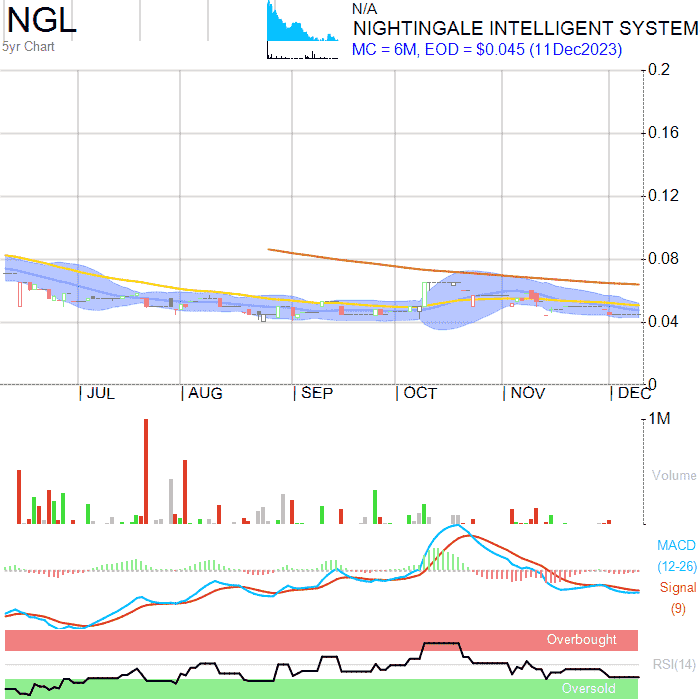 NGL
5yr Chart
N/A
NIGHTINGALE INTELLIGENT SYSTEM
MC = 6M, EOD = $0.045 (11Dec2023)
0.2
0.16
0.12
0.08
0.04
0
JUL
AUG
SEP
OCT
NOV
DEC
1M
Volume
MACD
(12-26)
Signal
(9)
Overbought
RSI(14)
Oversold